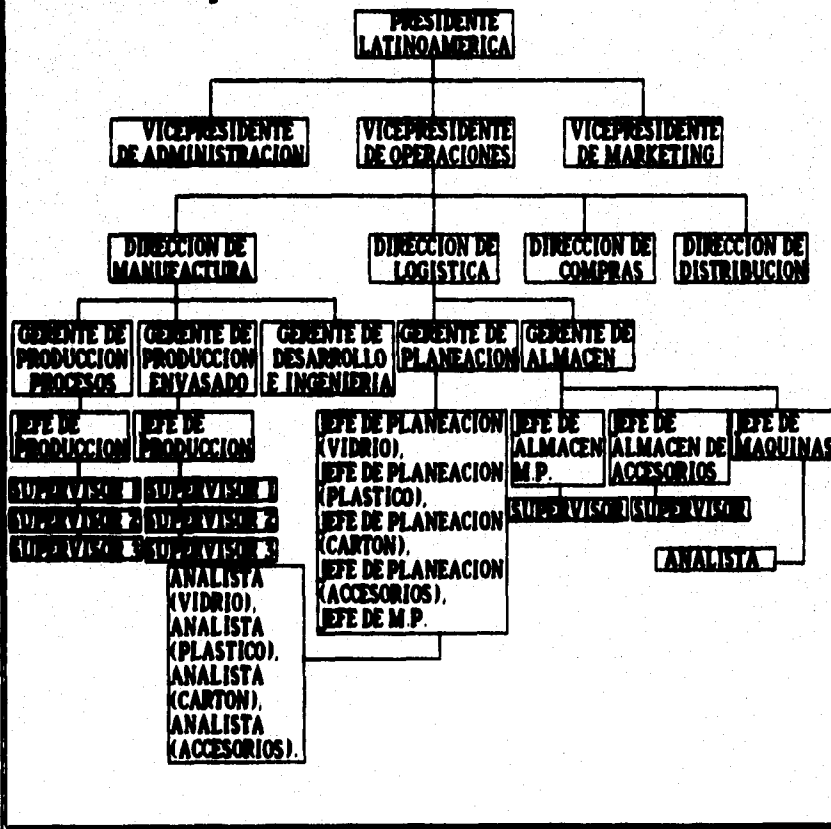 PRESIDENTE
LATINOAMERICA
VICEPRESIDENTE
DE ADMINISTRACION
VICEPRESIDENTE
DE OPERACIONES
VICEPRESIDENTE
DE MARKETING
DIRECCION DE
MANUFACTURA
DIRECCION DE
LOGISTICA
DIRECCION DE
COMPRAS
DIRECCION DE
DISTRIBUCION
GERENTE DE
PRODUCCION
PROCESOS
GERENTE DE
PRODUCCION
ENVASADO
GERENTE DE
DESARROLLO
E INGENIERIA
GERENTE DE
PLANEACION
GERENTE DE
ALMACEN
JEFE DE
PRODUCCION
JEFE DE
PRODUCCION
JEFE DE PLANEACION
(VIDRIO),
JEFE DE PLANEACION
(PLASTICO),
JEFE DE PLANEACION
(CARTON),
JEFE DE PLANEACION
(ACCESORIOS),
JEFE DE M.P.
JEFE DE
ALMACEN
M.P.
JEFE DE
ALMACEN DE
ACCESORIOS
JEFE DE
MAQUINAS
SUPERVISOR 1
SUPERVISOR 2
SUPERVISOR 3
SUPERVISOR 1
SUPERVISOR 2
SUPERVISOR 3
SUPERVISOR
SUPERVISOR
ANALISTA
ANALISTA
(VIDRIO),
ANALISTA
(PLASTICO),
ANALISTA
(CARTON),
ANALISTA
(ACCESORIOS).